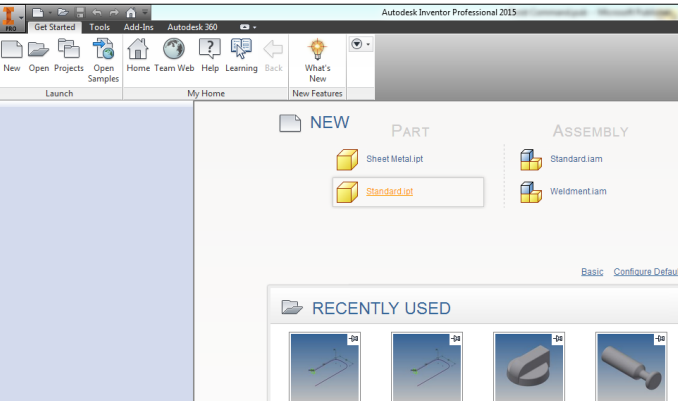 Autodesk Inventor Professional 2015
PRO
Get Started Tools Add-Ins Autodesk 360
New Open Projects Open Samples Home Team Web Help Learning Back What's New
Launch My Home New Features
NEW
PART ASSEMBLY
Sheet Metal.ipt Standard.iam
Standard.ipt Weldment.iam
Basic Configure Defau
RECENTLY USED